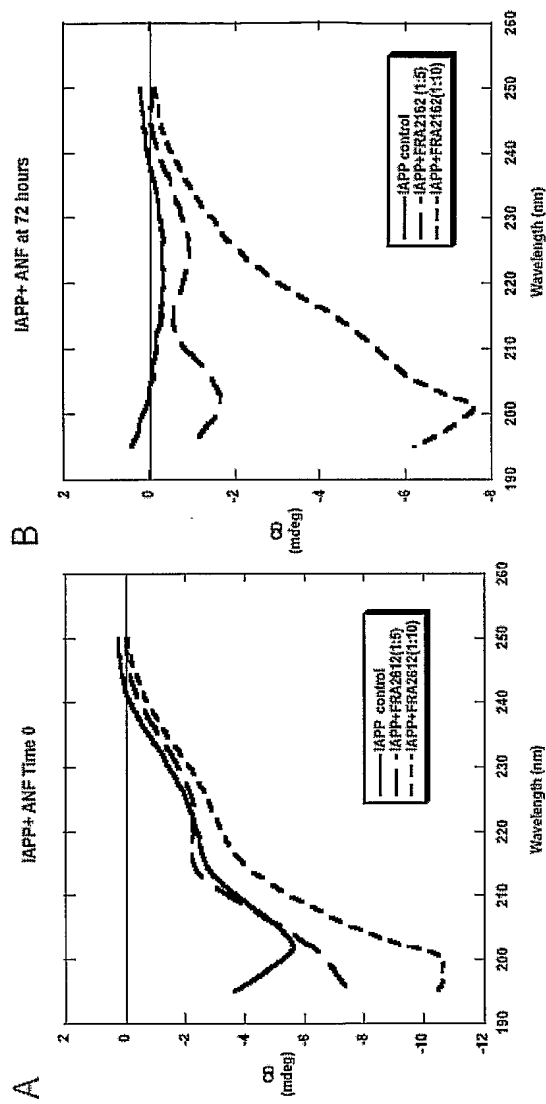 A
IAPP+ ANF Time 0
2
0
-2
-4
-6
-8
-10
-12
CD
(mdeg)
IAPP control
IAPP+FRA2612(1:5)
IAPP+FRA2612(1:10)
190 200 210 220 230 240 250 260
Wavelength (nm)
B
IAPP+ ANF at 72 hours
2
0
-2
-4
-6
-8
CD
(mdeg)
IAPP control
IAPP+FRA2162 (1:5)
IAPP+FRA2162(1:10)
190 200 210 220 230 240 250 260
Wavelength (nm)